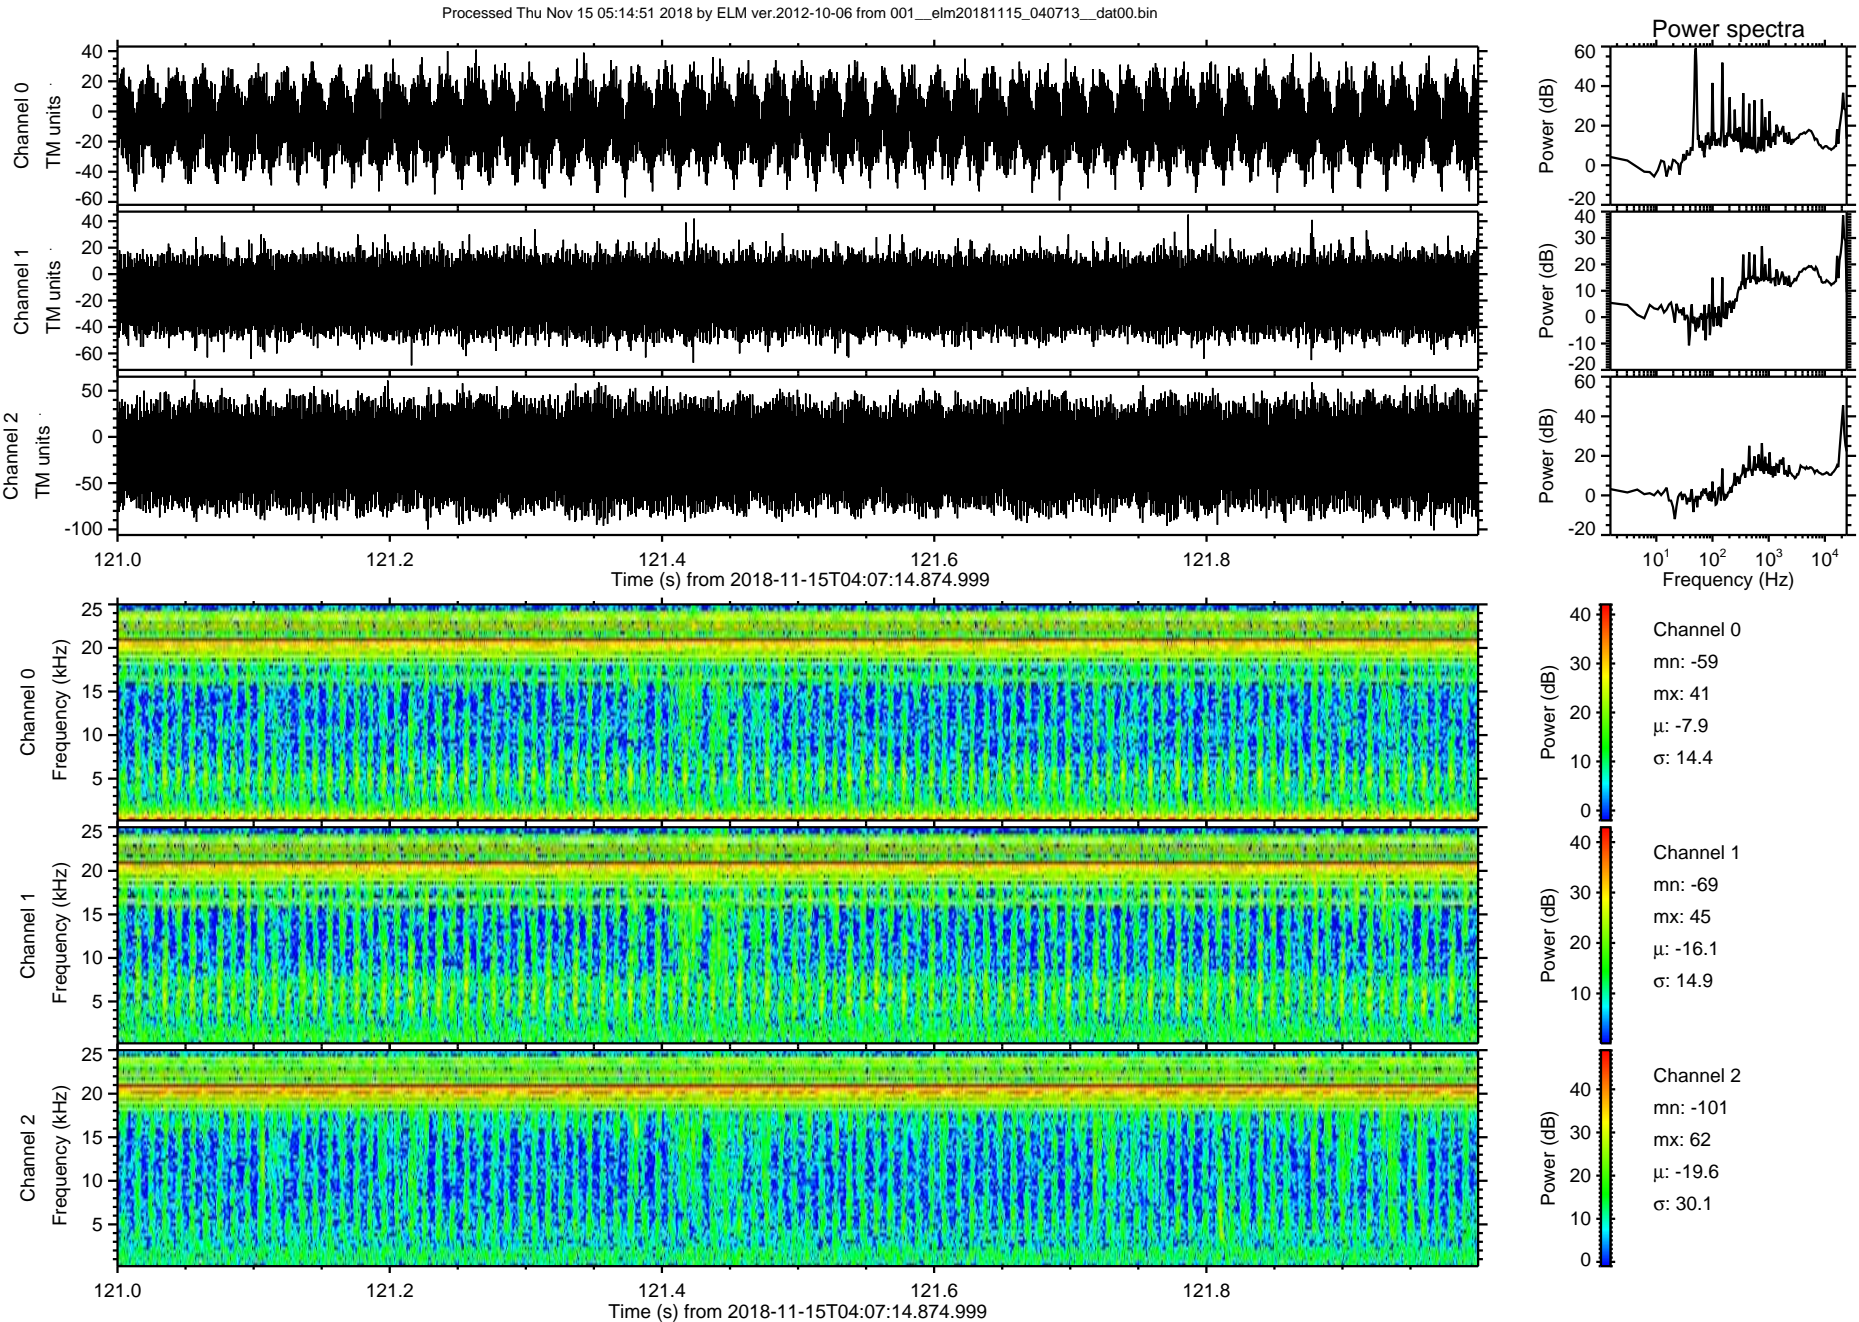 Processed Thu Nov 15 05:14:51 2018 by ELM ver.2012-10-06 from 001__elm20181115_040713__dat00.bin
Power spectra
Channel 0
TM units
40
20
0
-20
-40
-60
Power (dB)
60
40
20
0
-20
Channel 1
TM units
40
20
0
-20
-40
-60
Power (dB)
40
30
20
10
0
-10
-20
Channel 2
TM units
50
0
-50
-100
Power (dB)
60
40
20
0
-20
121.0 121.2 121.4 121.6 121.8
Time (s) from 2018-11-15T04:07:14.874.999
10¹ 10² 10³ 10⁴
Frequency (Hz)
Channel 0
Frequency (kHz)
25
20
15
10
5
Power (dB)
40
30
20
10
0
Channel 0
mn: -59
mx: 41
μ: -7.9
σ: 14.4
Channel 1
Frequency (kHz)
25
20
15
10
5
Power (dB)
40
30
20
10
Channel 1
mn: -69
mx: 45
μ: -16.1
σ: 14.9
Channel 2
Frequency (kHz)
25
20
15
10
5
Power (dB)
40
30
20
10
0
Channel 2
mn: -101
mx: 62
μ: -19.6
σ: 30.1
121.0 121.2 121.4 121.6 121.8
Time (s) from 2018-11-15T04:07:14.874.999